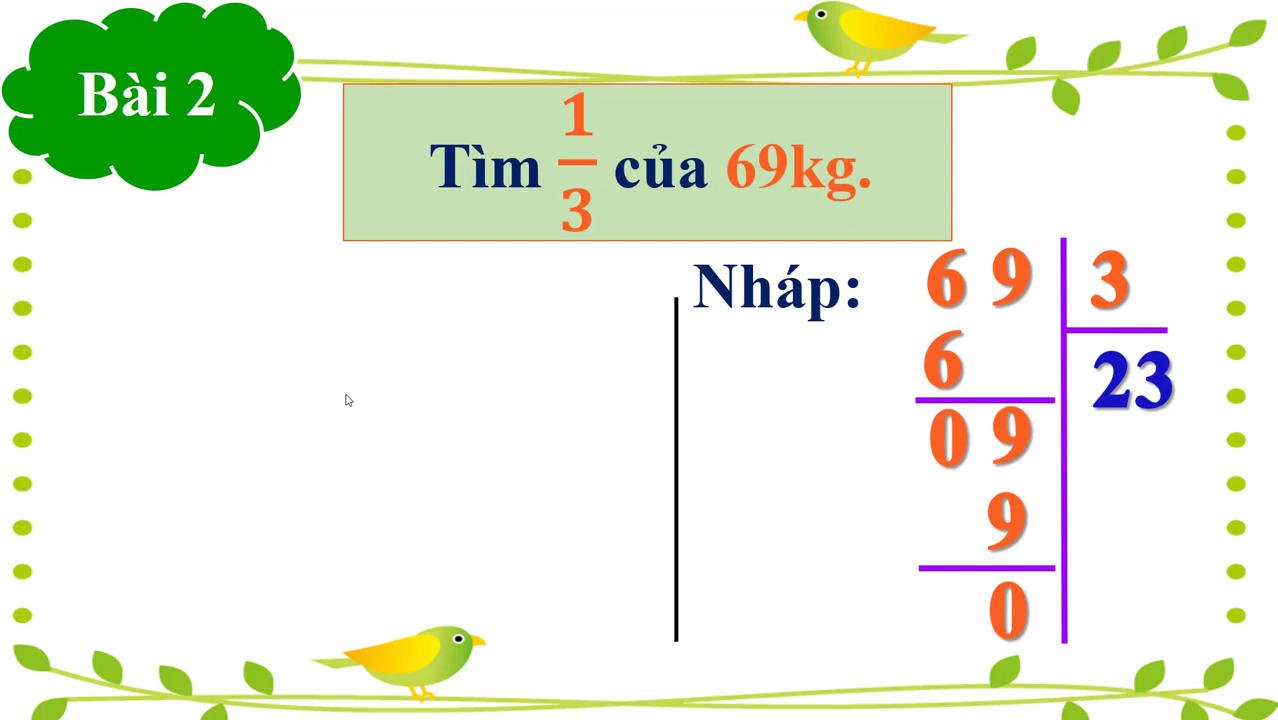 Bài 2
Tìm 1/3 của 69kg.
Nháp:
6 9 3
6 23
0 9
9
0